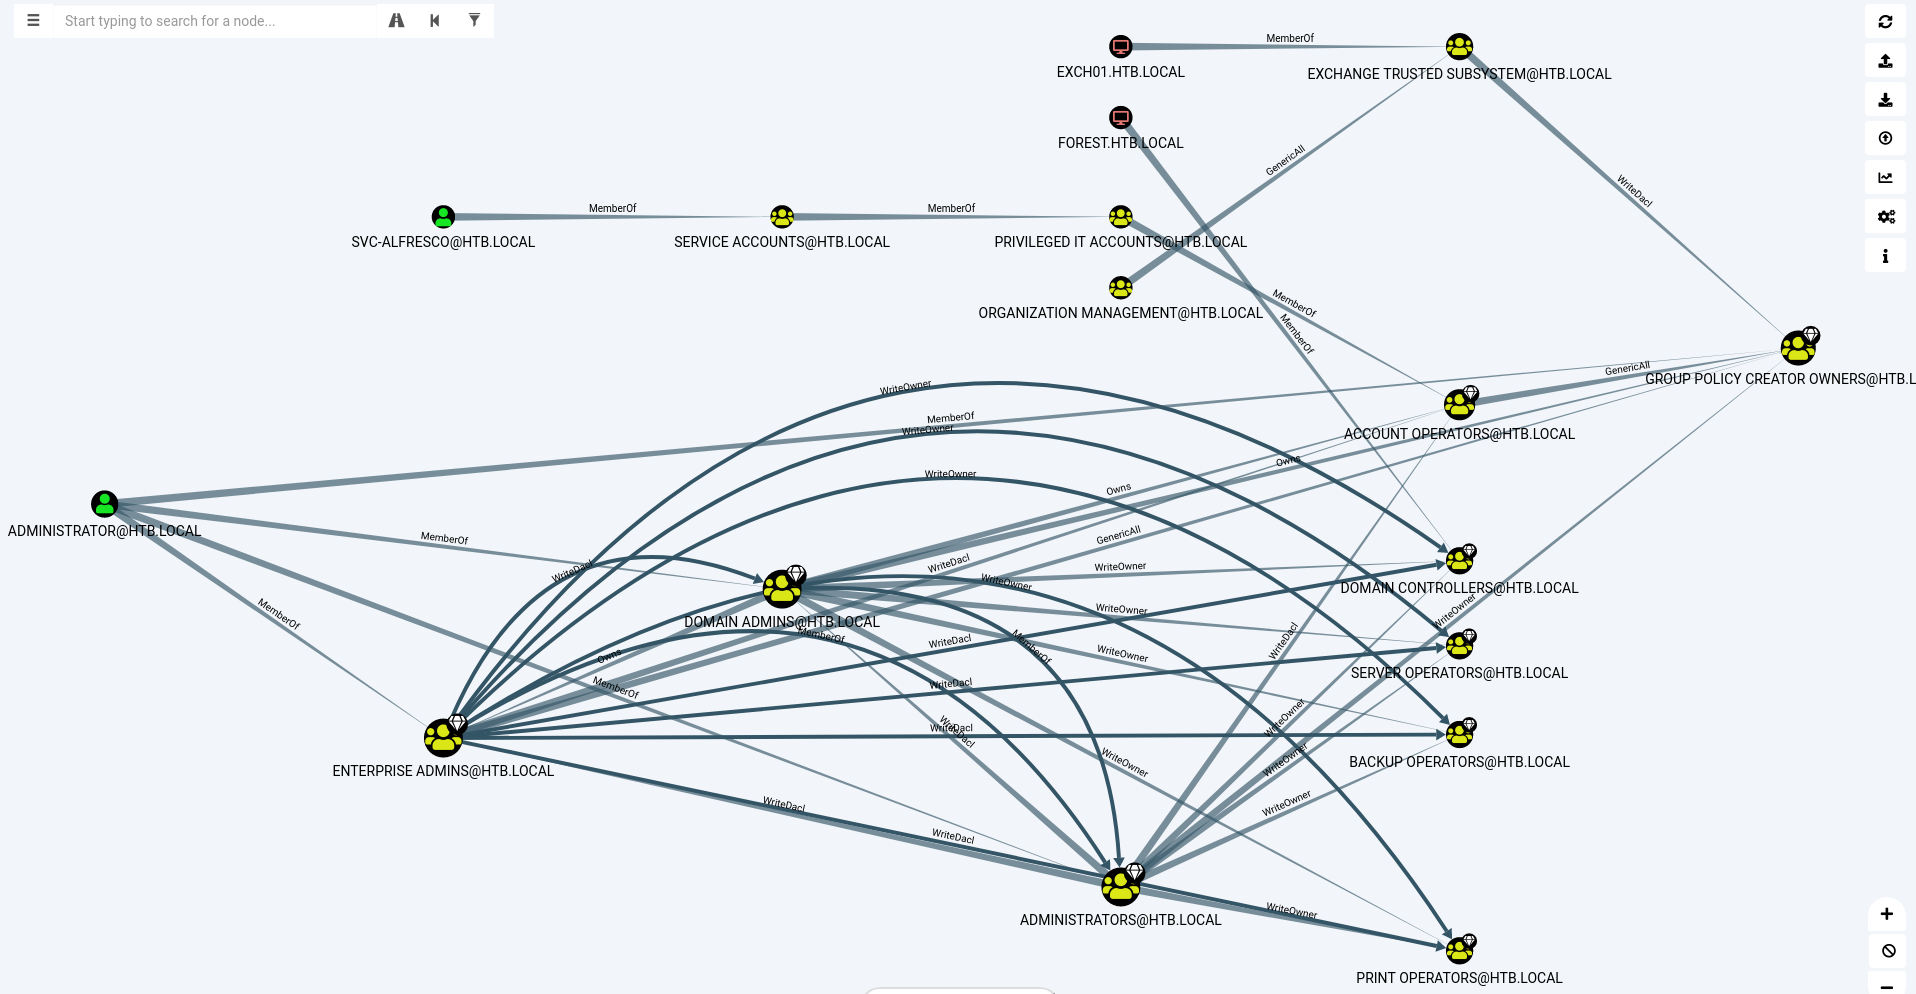 Start typing to search for a node...
MemberOf
EXCH01.HTB.LOCAL
EXCHANGE TRUSTED SUBSYSTEM@HTB.LOCAL
FOREST.HTB.LOCAL
GenericAll
WriteDacl
MemberOf
MemberOf
SVC-ALFRESCO@HTB.LOCAL
SERVICE ACCOUNTS@HTB.LOCAL
PRIVILEGED IT ACCOUNTS@HTB.LOCAL
MemberOf
ORGANIZATION MANAGEMENT@HTB.LOCAL
MemberOf
GenericAll
GROUP POLICY CREATOR OWNERS@HTB.L
WriteOwner
MemberOf
WriteOwner
ACCOUNT OPERATORS@HTB.LOCAL
Owns
WriteOwner
Owns
ADMINISTRATOR@HTB.LOCAL
MemberOf
GenericAll
WriteDacl
WriteDacl
WriteOwner
WriteOwner
DOMAIN CONTROLLERS@HTB.LOCAL
MemberOf
WriteOwner
WriteOwner
DOMAIN ADMINS@HTB.LOCAL
MemberOf
WriteDacl
MemberOf
WriteDacl
Owns
WriteOwner
SERVER OPERATORS@HTB.LOCAL
MemberOf
WriteDacl
WriteOwner
WriteDacl
WriteDacl
WriteOwner
BACKUP OPERATORS@HTB.LOCAL
ENTERPRISE ADMINS@HTB.LOCAL
WriteOwner
WriteDacl
WriteOwner
WriteDacl
WriteOwner
ADMINISTRATORS@HTB.LOCAL
PRINT OPERATORS@HTB.LOCAL